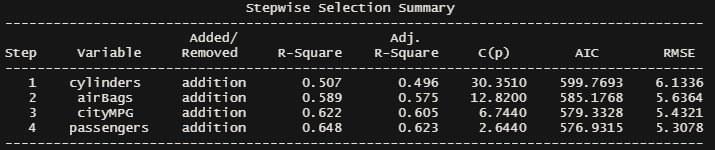 Stepwise Selection Summary
Added/ Adj.
Step Variable Removed R-Square R-Square C(p) AIC RMSE
1 cylinders addition 0.507 0.496 30.3510 599.7693 6.1336
2 airBags addition 0.589 0.575 12.8200 585.1768 5.6364
3 cityMPG addition 0.622 0.605 6.7440 579.3328 5.4321
4 passengers addition 0.648 0.623 2.6440 576.9315 5.3078